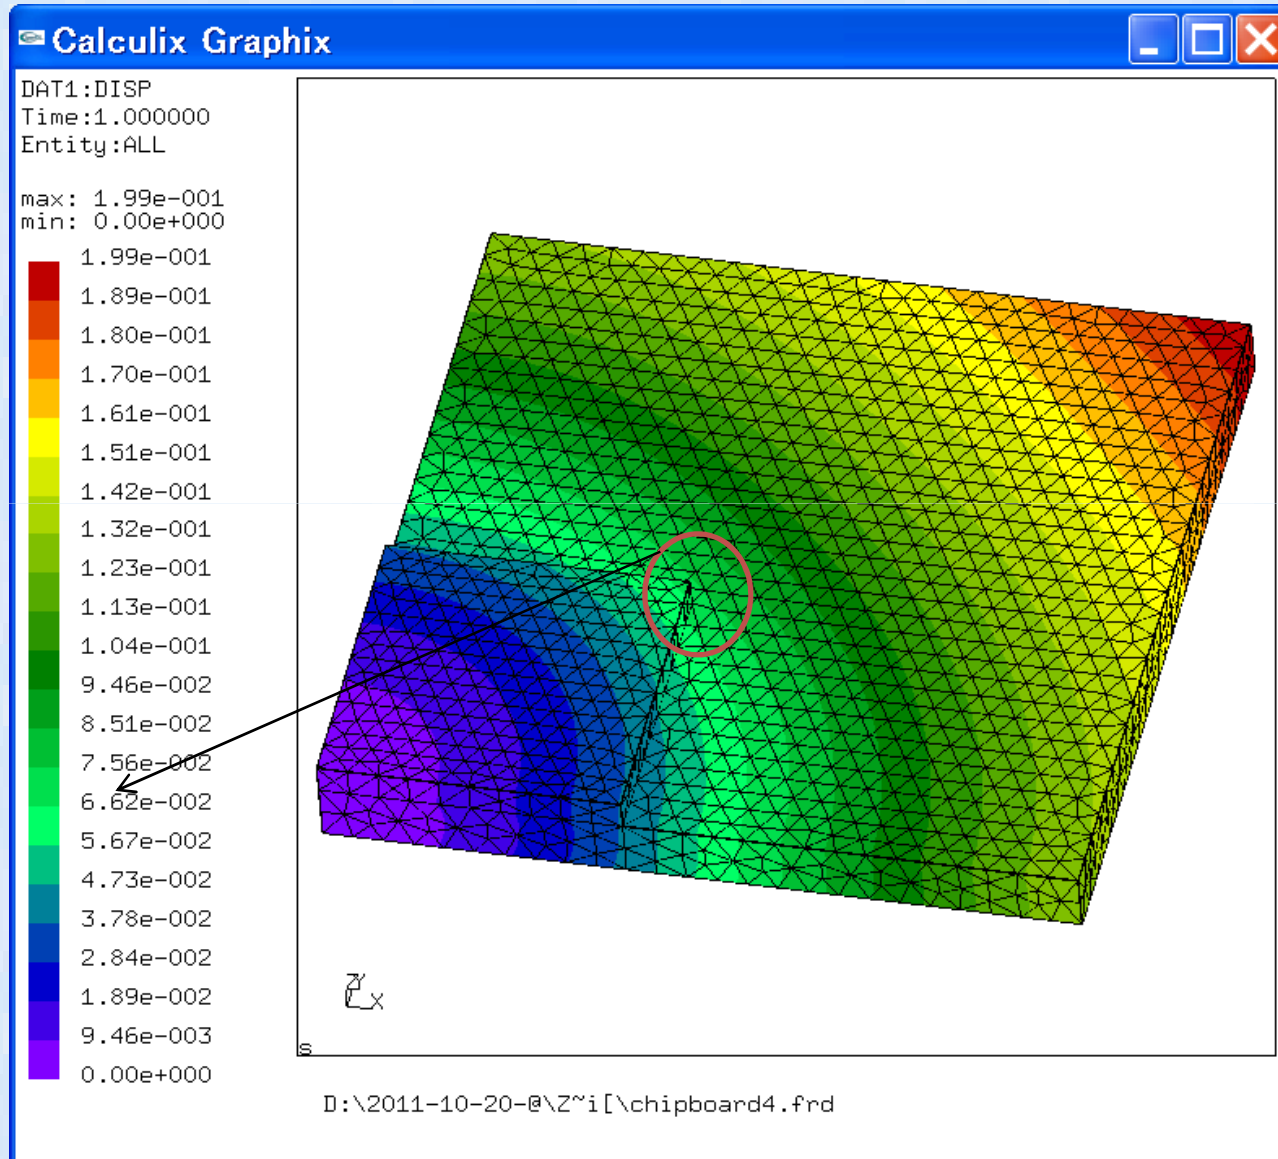 Calculix Graphix
DAT1:DISP
Time:1.000000
Entity:ALL
max: 1.99e-001
min: 0.00e+000
1.99e-001
1.89e-001
1.80e-001
1.70e-001
1.61e-001
1.51e-001
1.42e-001
1.32e-001
1.23e-001
1.13e-001
1.04e-001
9.46e-002
8.51e-002
7.56e-002
6.62e-002
5.67e-002
4.73e-002
3.78e-002
2.84e-002
1.89e-002
9.46e-003
0.00e+000
ZY
X
s
D:\2011-10-20-@\Z~i[\chipboard4.frd